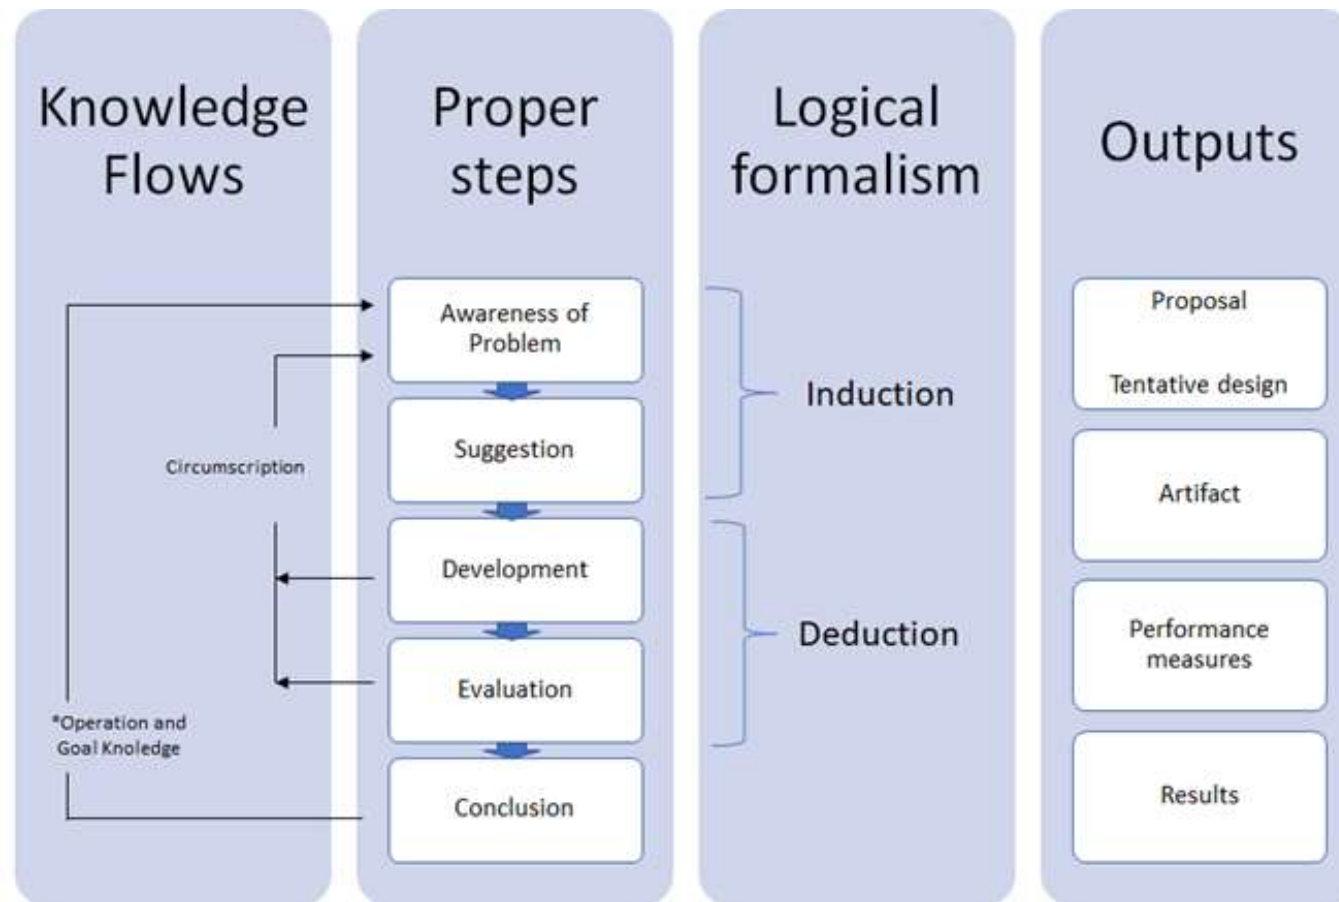 Knowledge
Flows
Circumscription
*Operation and
Goal Knoledge
Proper
steps
Awareness of
Problem
Suggestion
Development
Evaluation
Conclusion
Logical
formalism
Induction
Deduction
Outputs
Proposal
Tentative design
Artifact
Performance
measures
Results